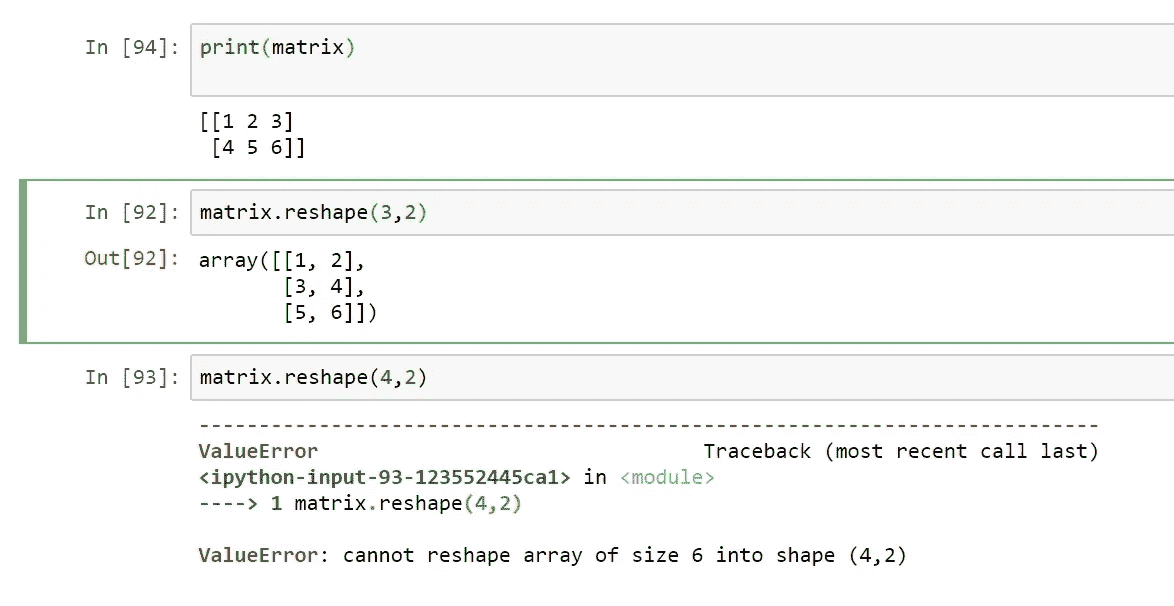 In [94]: print(matrix)
[[1 2 3]
 [4 5 6]]
In [92]: matrix.reshape(3,2)
Out[92]: array([[1, 2],
       [3, 4],
       [5, 6]])
In [93]: matrix.reshape(4,2)
---------------------------------------------------------------------------
ValueError                                Traceback (most recent call last)
<ipython-input-93-123552445ca1> in <module>
----> 1 matrix.reshape(4,2)
ValueError: cannot reshape array of size 6 into shape (4,2)